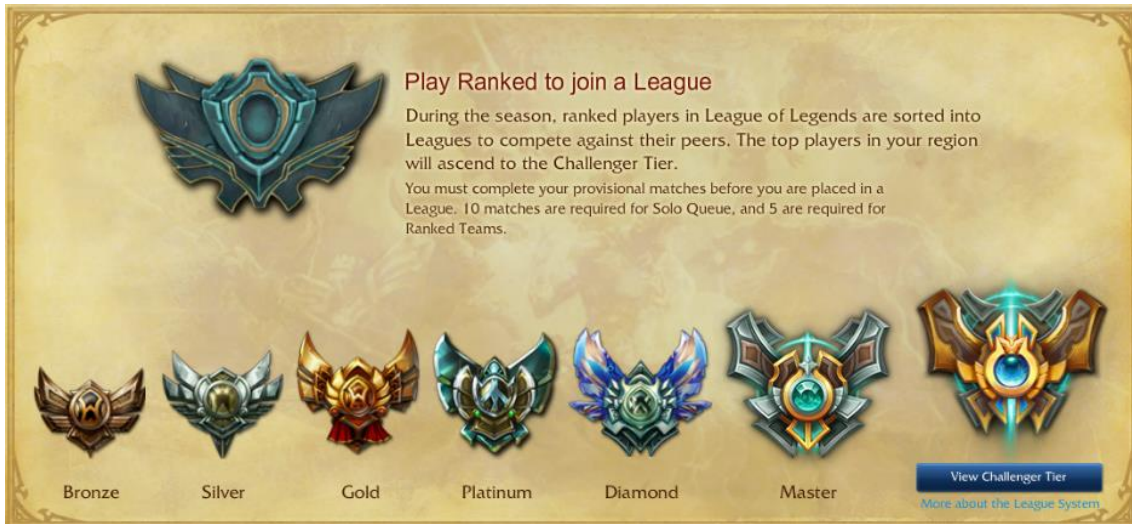 Play Ranked to join a League
During the season, ranked players in League of Legends are sorted into
Leagues to compete against their peers. The top players in your region
will ascend to the Challenger Tier.
You must complete your provisional matches before you are placed in a
League. 10 matches are required for Solo Queue, and 5 are required for
Ranked Teams.
View Challenger Tier
Bronze Silver Gold Platinum Diamond Master
More about the League System